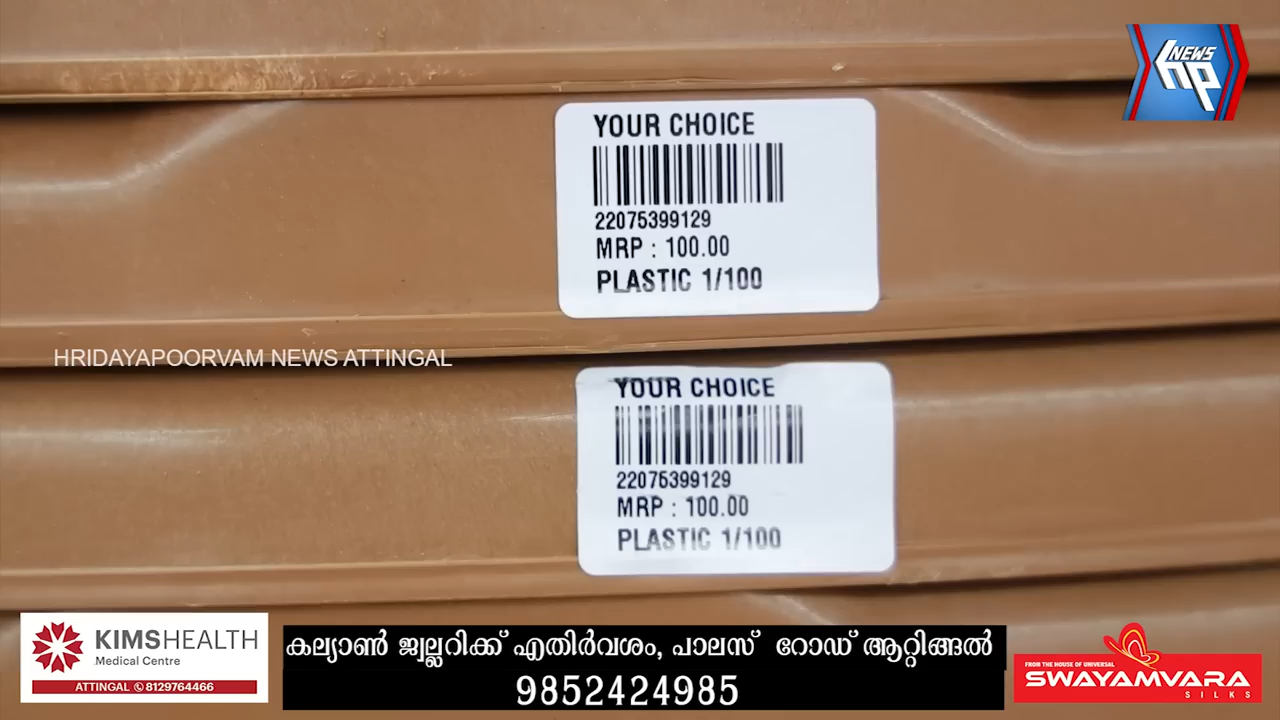 NEWS
hp
YOUR CHOICE
22075399129
MRP : 100.00
PLASTIC 1/100
HRIDAYAPOORVAM NEWS ATTINGAL
YOUR CHOICE
22075399129
MRP : 100.00
PLASTIC 1/100
KIMSHEALTH
Medical Centre
ATTINGAL 8129764466
കല്യാൺ ജ്വല്ലറിക്ക് എതിർവശം, പാലസ് റോഡ് ആറ്റിങ്ങൽ
9852424985
FROM THE HOUSE OF UNIVERSAL
SWAYAMVARA
SILKS